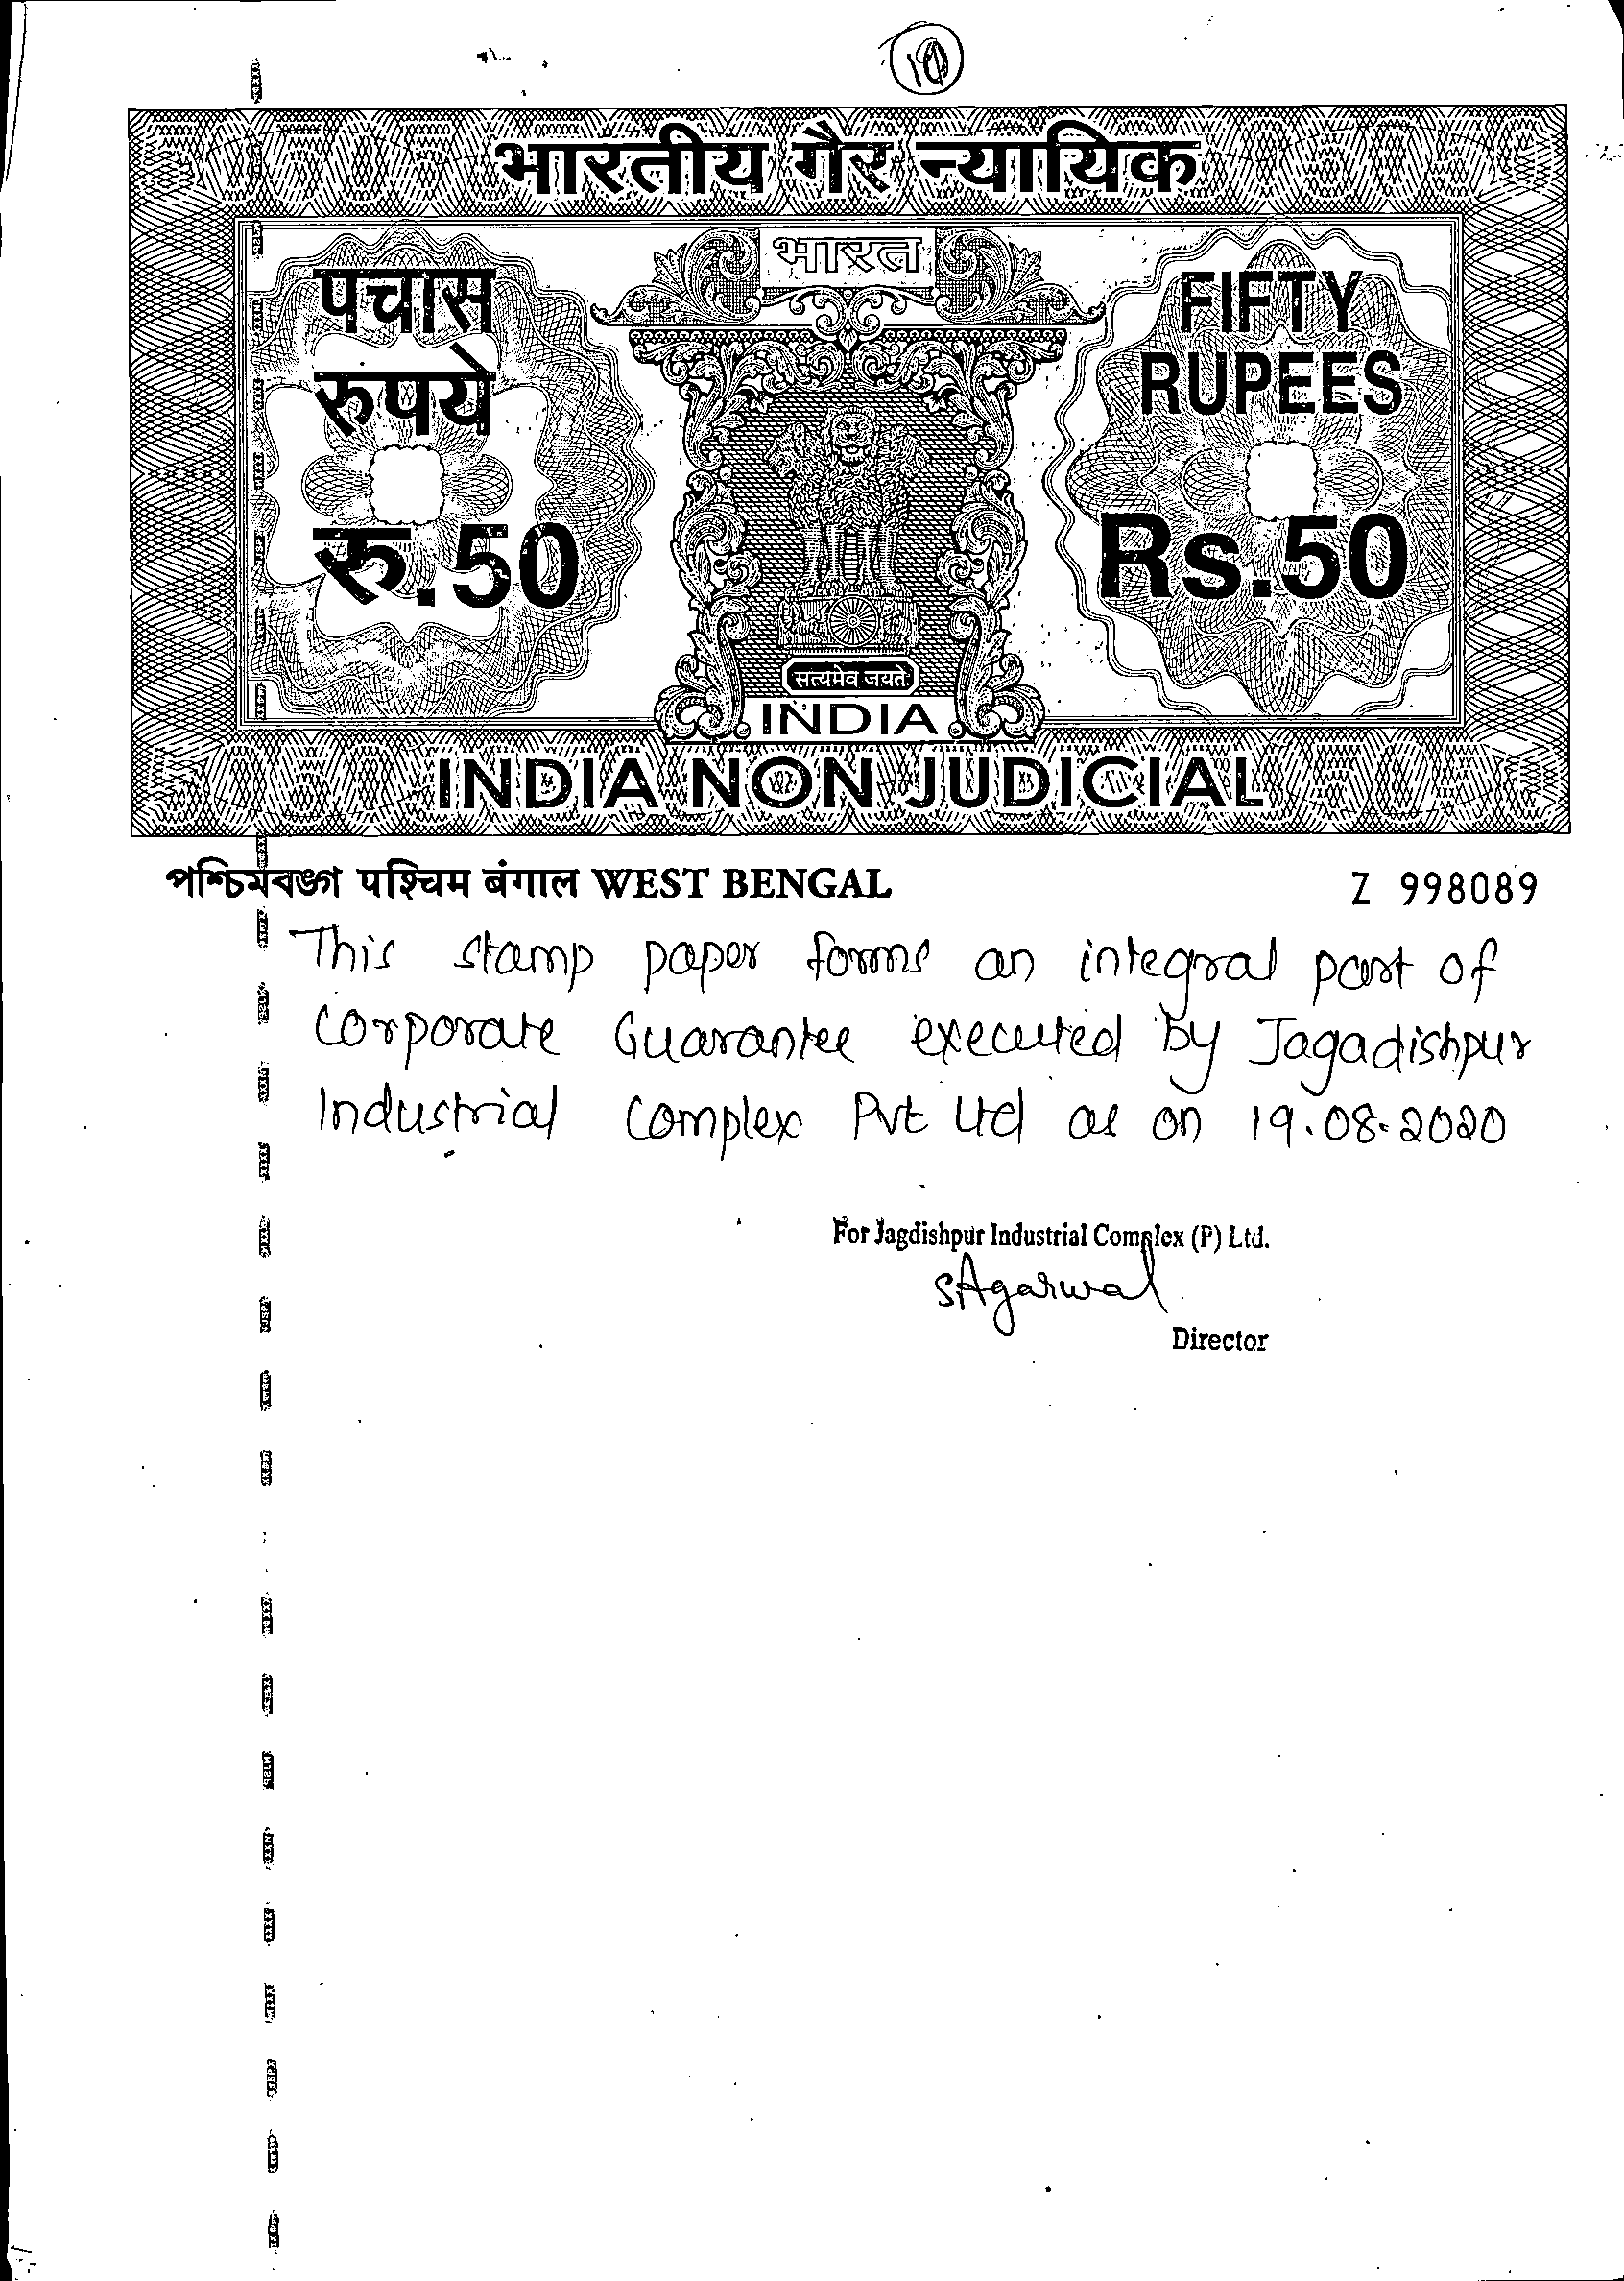 10
भारतीय गैर न्यायिक
भारत
पचास
रुपये
रु.50
FIFTY
RUPEES
Rs.50
सत्यमेव जयते
INDIA
INDIA NON JUDICIAL
পশ্চিমবঙ্গ पश्चिम बंगाल WEST BENGAL Z 998089
This stamp paper forms an integral part of
Corporate Guarantee executed by Jagadishpur
Industrial Complex Pvt Ltd as on 19.08.2020
For Jagdishpur Industrial Complex (P) Ltd.
SAgarwal
Director